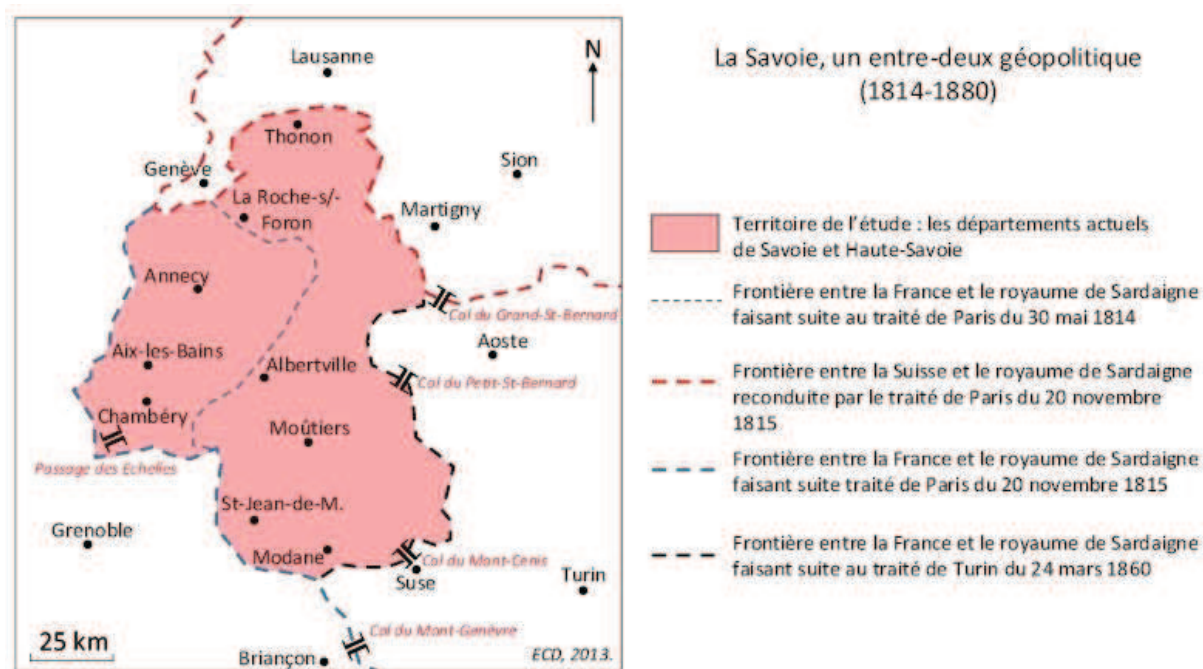 Lausanne
N
Thonon
Sion
Genève
La Roche-s/-
Foron
Martigny
Annecy
Col du Grand-St-Bernard
Aoste
Aix-les-Bains
Albertville
Col du Petit-St-Bernard
Chambéry
Moûtiers
Passage des Echelles
St-Jean-de-M.
Grenoble
Modane
Col du Mont-Cenis
Suse
Turin
25 km
Col du Mont-Genèvre
Briançon
ECD, 2013.
La Savoie, un entre-deux géopolitique
(1814-1880)
Territoire de l'étude : les départements actuels
de Savoie et Haute-Savoie
Frontière entre la France et le royaume de Sardaigne
faisant suite au traité de Paris du 30 mai 1814
Frontière entre la Suisse et le royaume de Sardaigne
reconduite par le traité de Paris du 20 novembre
1815
Frontière entre la France et le royaume de Sardaigne
faisant suite traité de Paris du 20 novembre 1815
Frontière entre la France et le royaume de Sardaigne
faisant suite au traité de Turin du 24 mars 1860